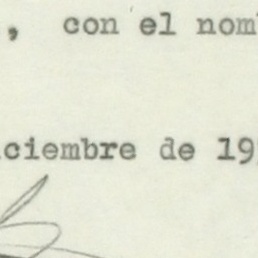 , con el nom
iciembre de 19